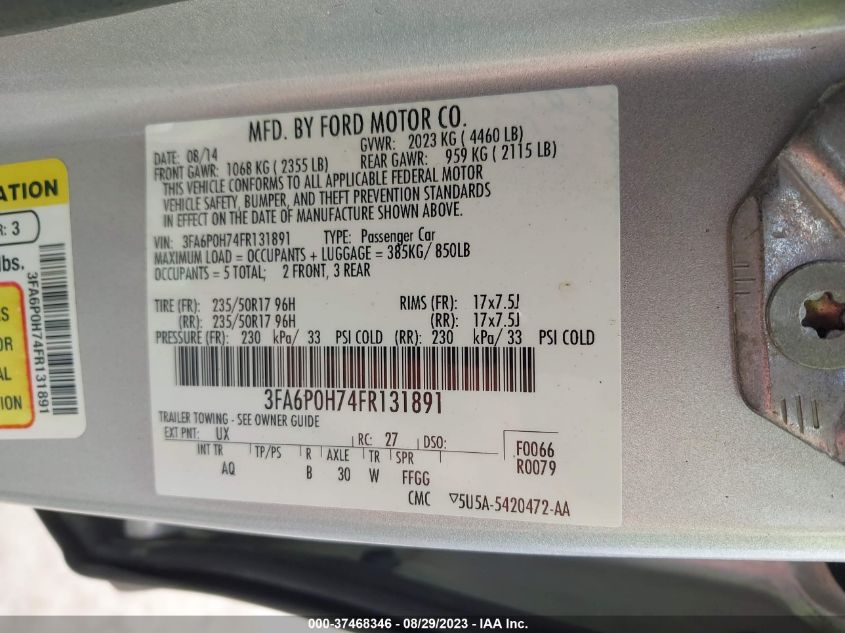 MFD. BY FORD MOTOR CO.
DATE: 08/14 GVWR: 2023 KG ( 4460 LB)
FRONT GAWR: 1068 KG ( 2355 LB) REAR GAWR: 959 KG ( 2115 LB)
THIS VEHICLE CONFORMS TO ALL APPLICABLE FEDERAL MOTOR
VEHICLE SAFETY, BUMPER, AND THEFT PREVENTION STANDARDS
IN EFFECT ON THE DATE OF MANUFACTURE SHOWN ABOVE.
VIN: 3FA6P0H74FR131891 TYPE: Passenger Car
MAXIMUM LOAD = OCCUPANTS + LUGGAGE = 385KG/ 850LB
OCCUPANTS = 5 TOTAL; 2 FRONT, 3 REAR
TIRE (FR): 235/50R17 96H RIMS (FR): 17x7.5J
(RR): 235/50R17 96H (RR): 17x7.5J
PRESSURE (FR): 230 kPa/ 33 PSI COLD (RR): 230 kPa/ 33 PSI COLD
3FA6P0H74FR131891
TRAILER TOWING - SEE OWNER GUIDE
EXT PNT: UX RC: 27 DSO: F0066
INT TR TP/PS R AXLE TR SPR R0079
AQ B 30 W FFGG
CMC 5U5A-5420472-AA
ATION
R: 3
lbs.
RS
OR
AL
TION
3FA6P0H74FR131891
000-37468346 | 08/29/2023 - IAA Inc.